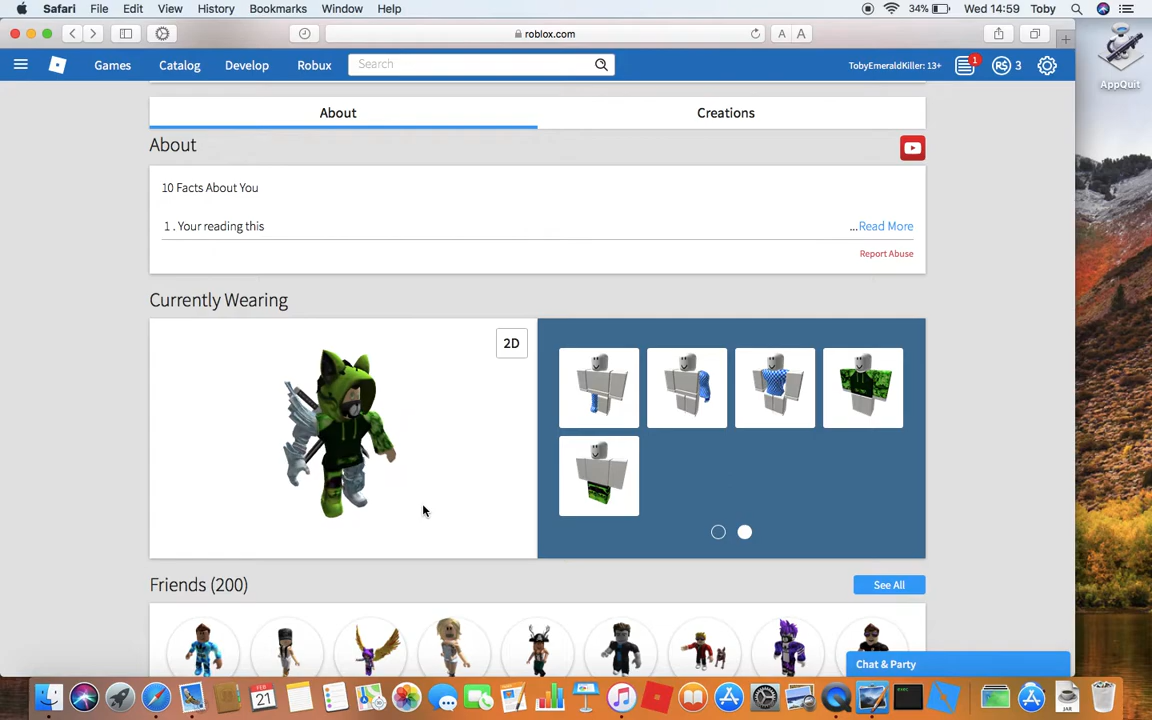 Safari File Edit View History Bookmarks Window Help 34% Wed 14:59 Toby
roblox.com A A
AppQuit
Games Catalog Develop Robux Search TobyEmeraldKiller: 13+ 1 R$ 3
About Creations
About
10 Facts About You
1 . Your reading this ...Read More
Report Abuse
Currently Wearing
2D
Friends (200) See All
Chat & Party
FEB
21
JAR